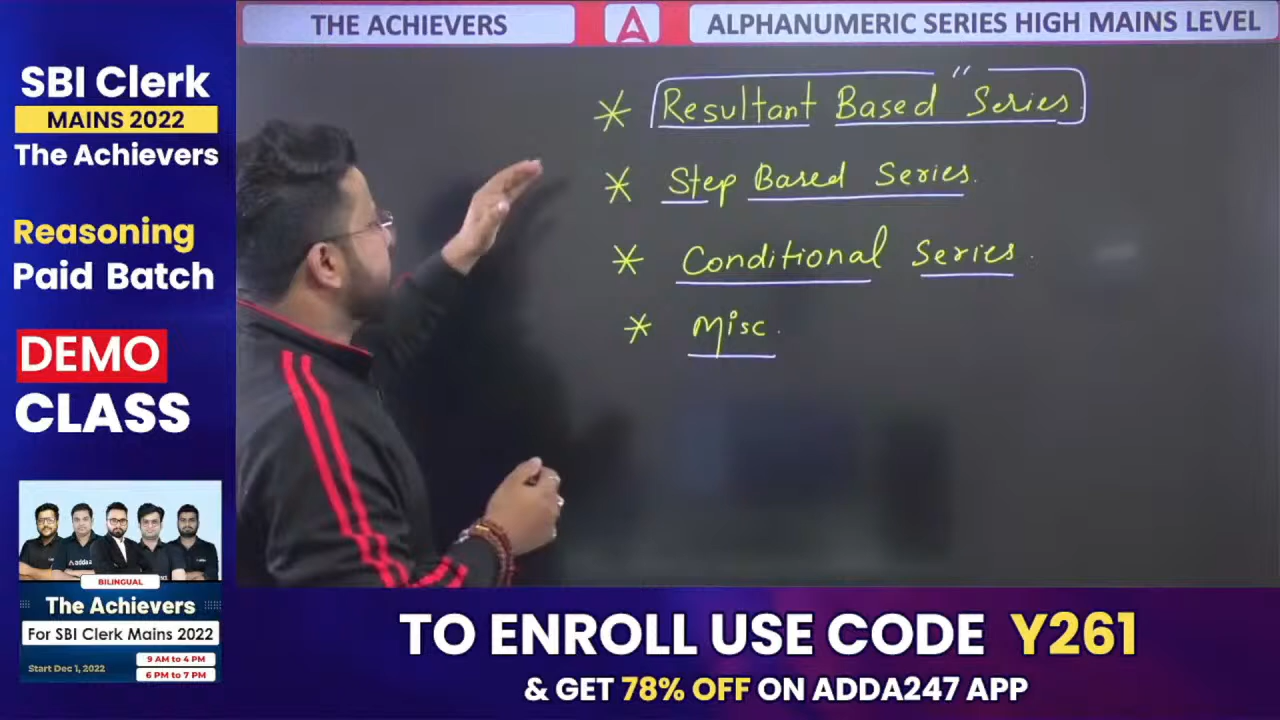 THE ACHIEVERS
ALPHANUMERIC SERIES HIGH MAINS LEVEL
SBI Clerk
MAINS 2022
The Achievers
Reasoning
Paid Batch
DEMO
CLASS
* Resultant Based " Series
* Step Based Series.
* Conditional Series.
* Misc.
BILINGUAL
The Achievers
For SBI Clerk Mains 2022
Start Dec 1, 2022
9 AM to 4 PM
6 PM to 7 PM
TO ENROLL USE CODE Y261
& GET 78% OFF ON ADDA247 APP